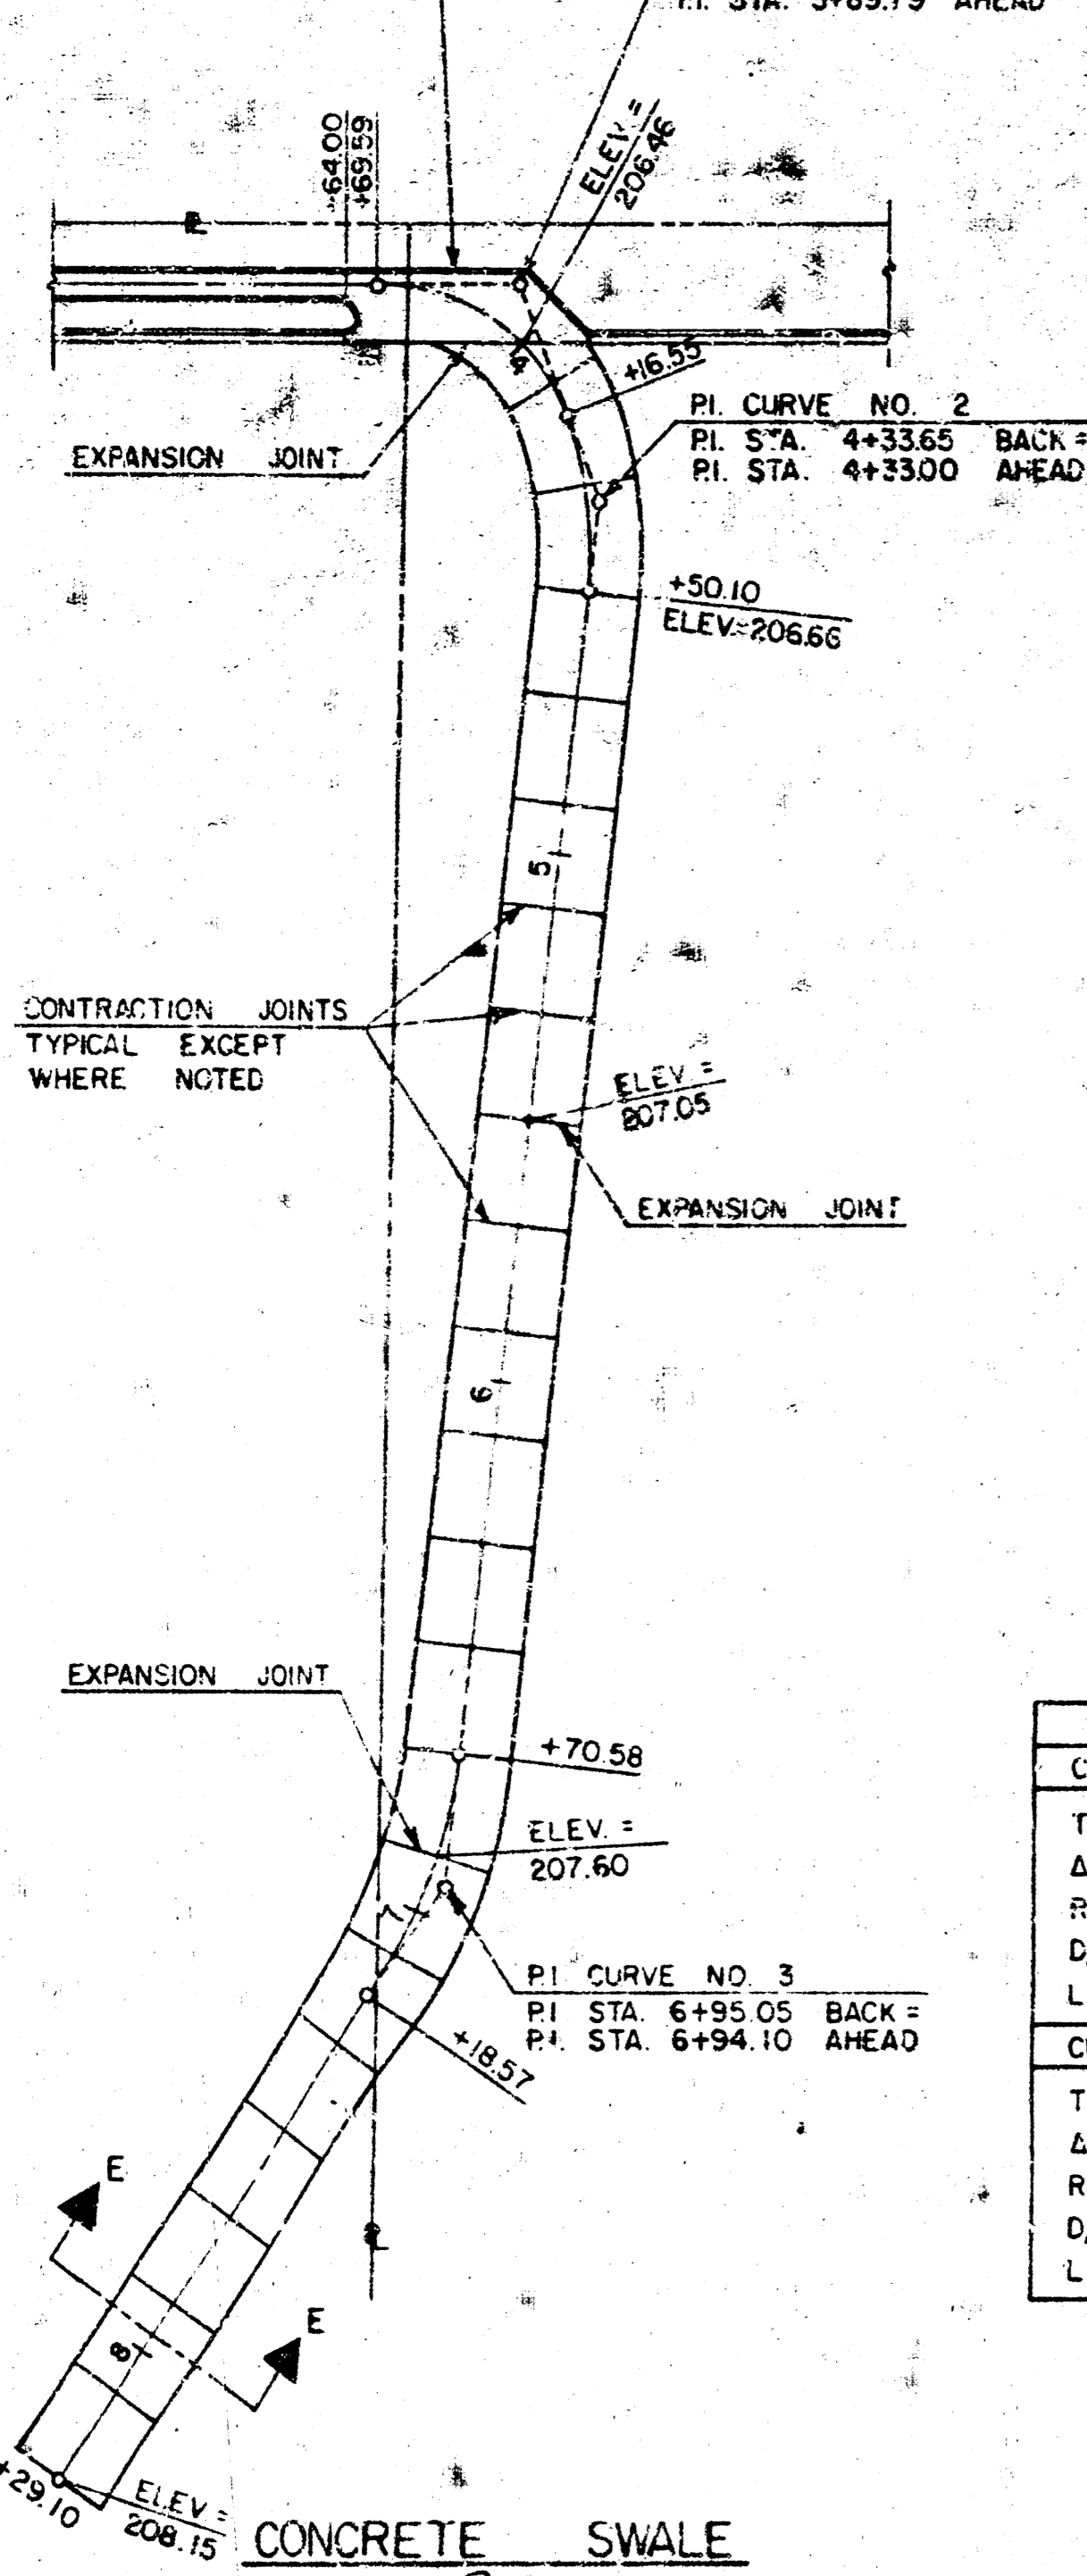 P.I. STA. 3+89.79 AHEAD
+64.00
+69.59
ELEV. =
206.46
℄
4
+16.55
P.I. CURVE NO. 2
P.I. STA. 4+33.65 BACK =
P.I. STA. 4+33.00 AHEAD
EXPANSION JOINT
+50.10
ELEV.=206.66
5
CONTRACTION JOINTS
TYPICAL EXCEPT
WHERE NOTED
ELEV =
207.05
EXPANSION JOINT
6
EXPANSION JOINT
+70.58
ELEV. =
207.60
7
P.I CURVE NO. 3
P.I STA. 6+95.05 BACK =
P.I. STA. 6+94.10 AHEAD
+18.57
C
T
Δ
R
D
L
C
T
Δ
R
D
L
E
℄
E
8
+29.10
ELEV =
208.15
CONCRETE SWALE